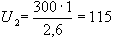 U₂ = 300·1 / 2,6 = 115